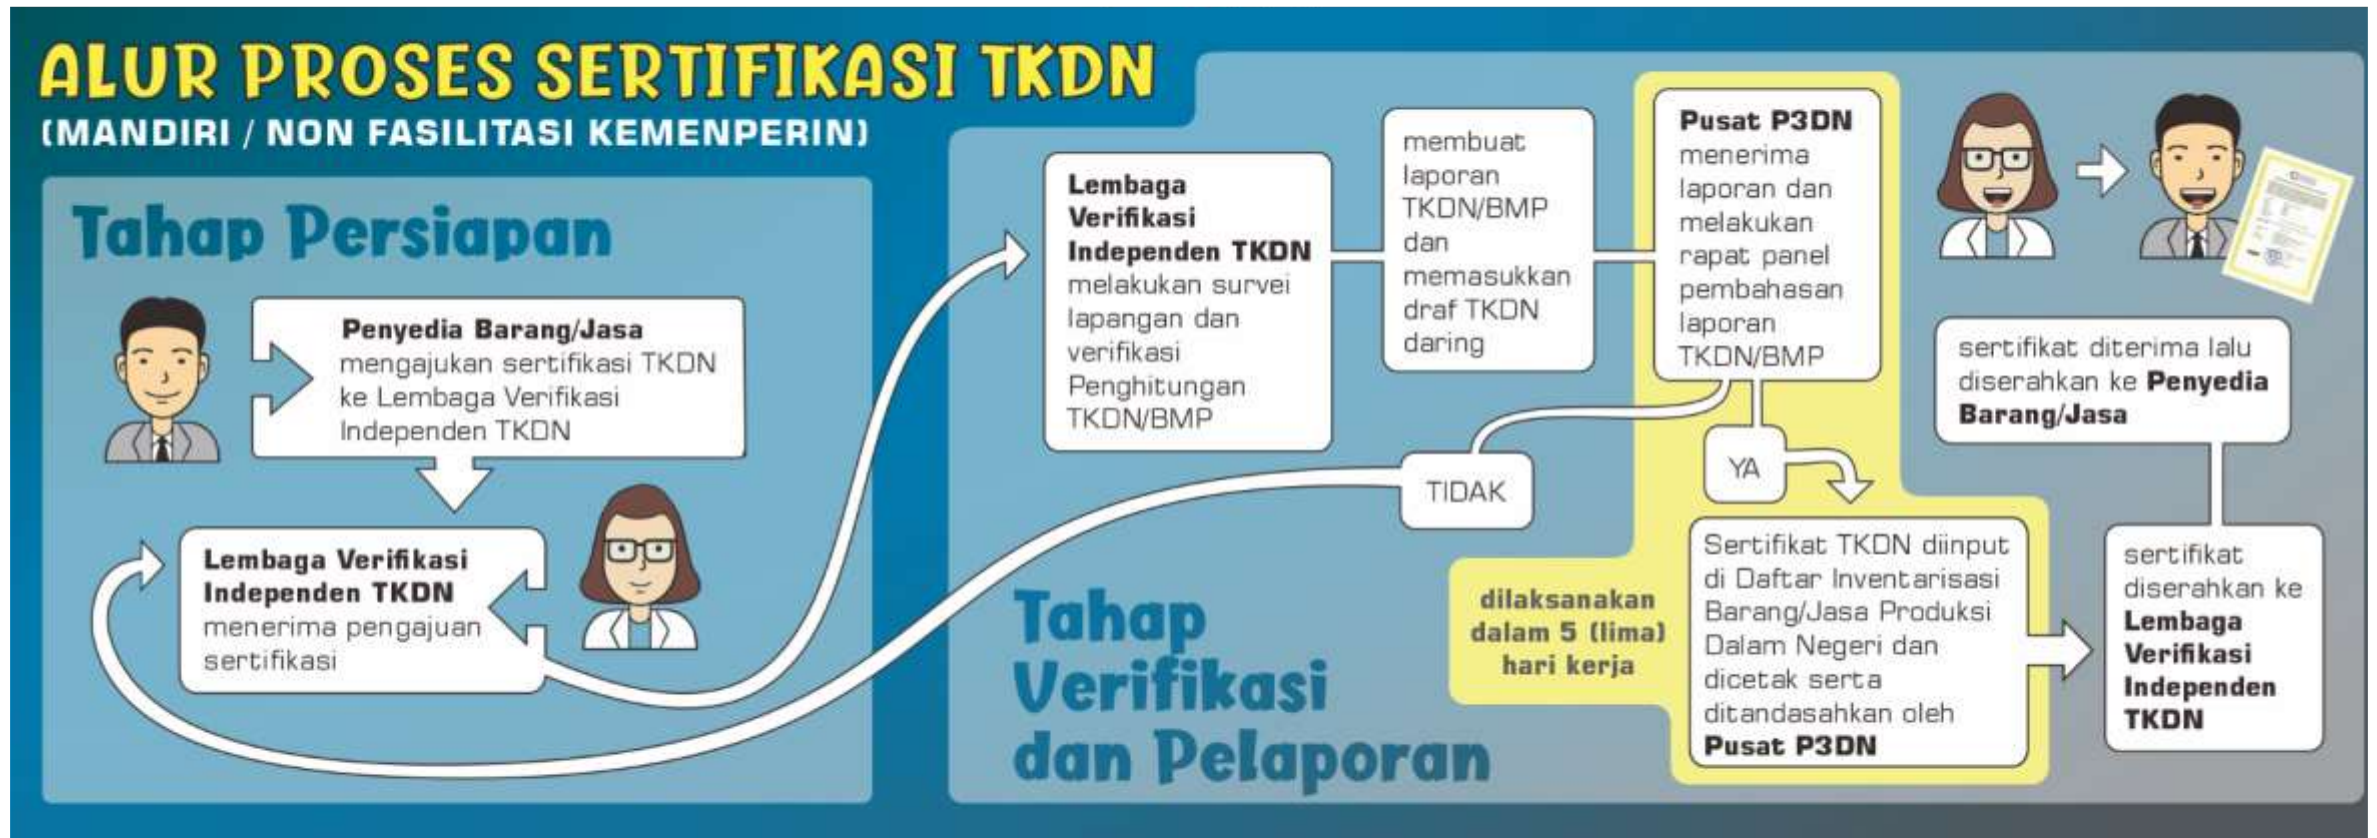 ALUR PROSES SERTIFIKASI TKDN
(MANDIRI / NON FASILITASI KEMENPERIN)
Tahap Persiapan
Penyedia Barang/Jasa
mengajukan sertifikasi TKDN
ke Lembaga Verifikasi
Independen TKDN
Lembaga Verifikasi
Independen TKDN
menerima pengajuan
sertifikasi
Lembaga
Verifikasi
Independen TKDN
melakukan survei
lapangan dan
verifikasi
Penghitungan
TKDN/BMP
membuat
laporan
TKDN/BMP
dan
memasukkan
draf TKDN
daring
Pusat P3DN
menerima
laporan dan
melakukan
rapat panel
pembahasan
laporan
TKDN/BMP
TIDAK
YA
dilaksanakan
dalam 5 (lima)
hari kerja
Sertifikat TKDN diinput
di Daftar Inventarisasi
Barang/Jasa Produksi
Dalam Negeri dan
dicetak serta
ditandasahkan oleh
Pusat P3DN
sertifikat
diserahkan ke
Lembaga
Verifikasi
Independen
TKDN
sertifikat diterima lalu
diserahkan ke Penyedia
Barang/Jasa
Tahap
Verifikasi
dan Pelaporan